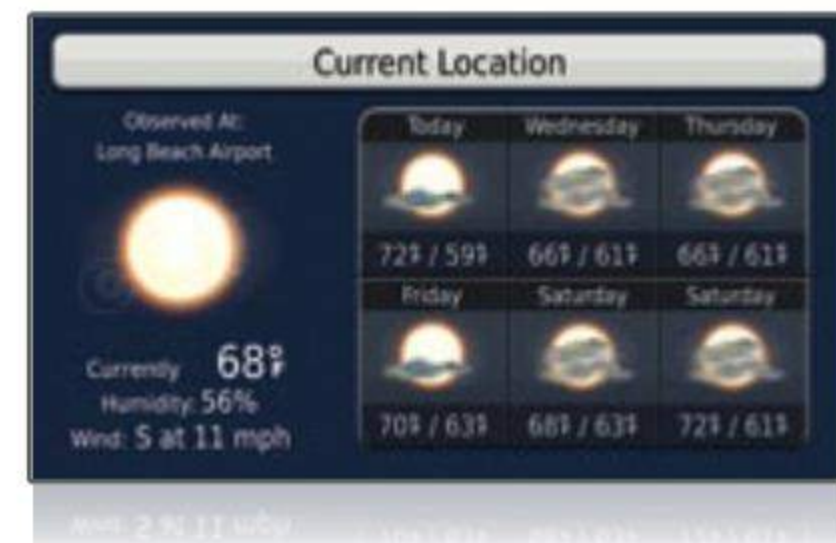 Current Location
Observed At:
Long Beach Airport
Currently 68°F
Humidity: 56%
Wind: S at 11 mph
Today Wednesday Thursday
72°F / 59°F 66°F / 61°F 66°F / 61°F
Friday Saturday Saturday
70°F / 63°F 68°F / 63°F 72°F / 61°F